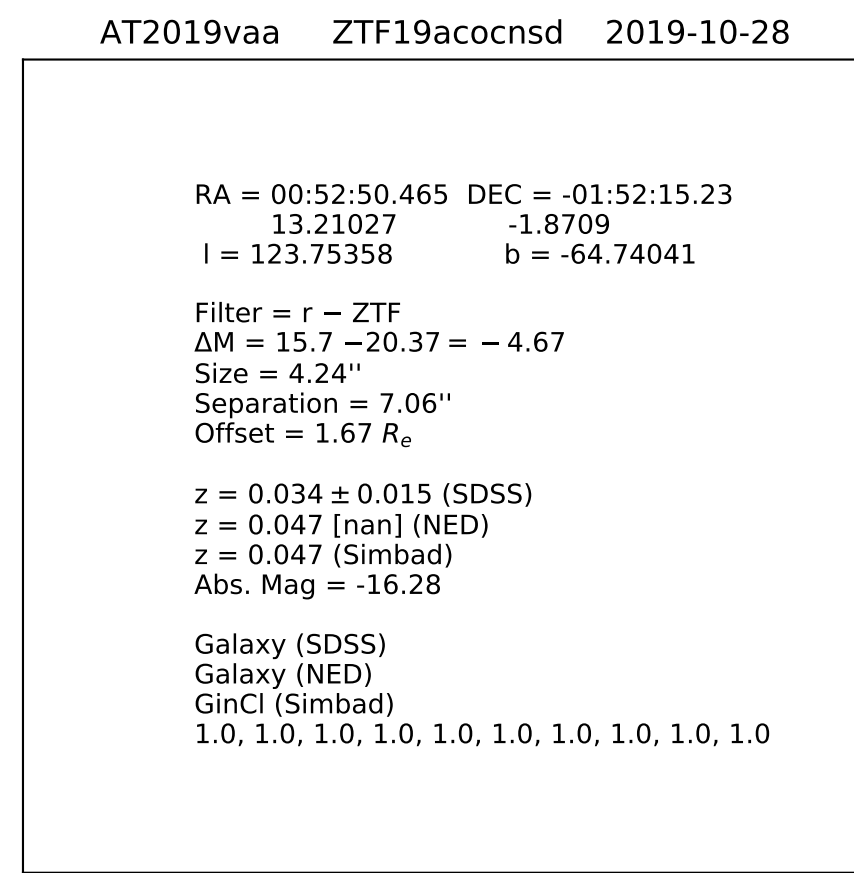 AT2019vaa ZTF19acocnsd 2019-10-28
RA = 00:52:50.465 DEC = -01:52:15.23
13.21027 -1.8709
l = 123.75358 b = -64.74041
Filter = r − ZTF
ΔM = 15.7 −20.37 = − 4.67
Size = 4.24''
Separation = 7.06''
Offset = 1.67 Re
z = 0.034 ± 0.015 (SDSS)
z = 0.047 [nan] (NED)
z = 0.047 (Simbad)
Abs. Mag = -16.28
Galaxy (SDSS)
Galaxy (NED)
GinCl (Simbad)
1.0, 1.0, 1.0, 1.0, 1.0, 1.0, 1.0, 1.0, 1.0, 1.0